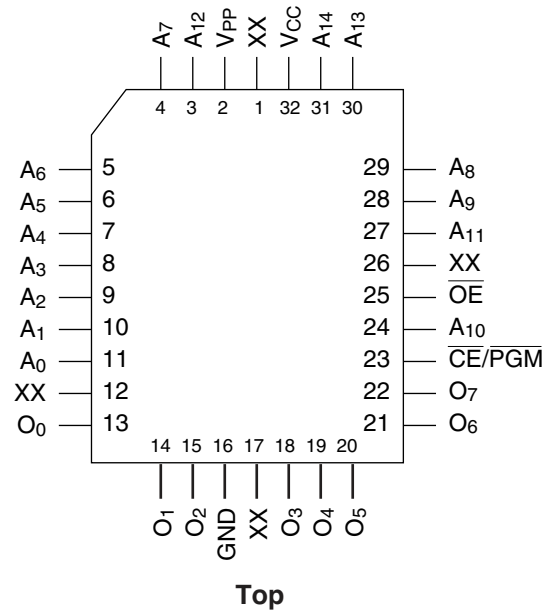 A7 A12 VPP XX VCC A14 A13
4 3 2 1 32 31 30
A6 5 29 A8
A5 6 28 A9
A4 7 27 A11
A3 8 26 XX
A2 9 25 OE
A1 10 24 A10
A0 11 23 CE/PGM
XX 12 22 O7
O0 13 21 O6
14 15 16 17 18 19 20
O1 O2 GND XX O3 O4 O5
Top